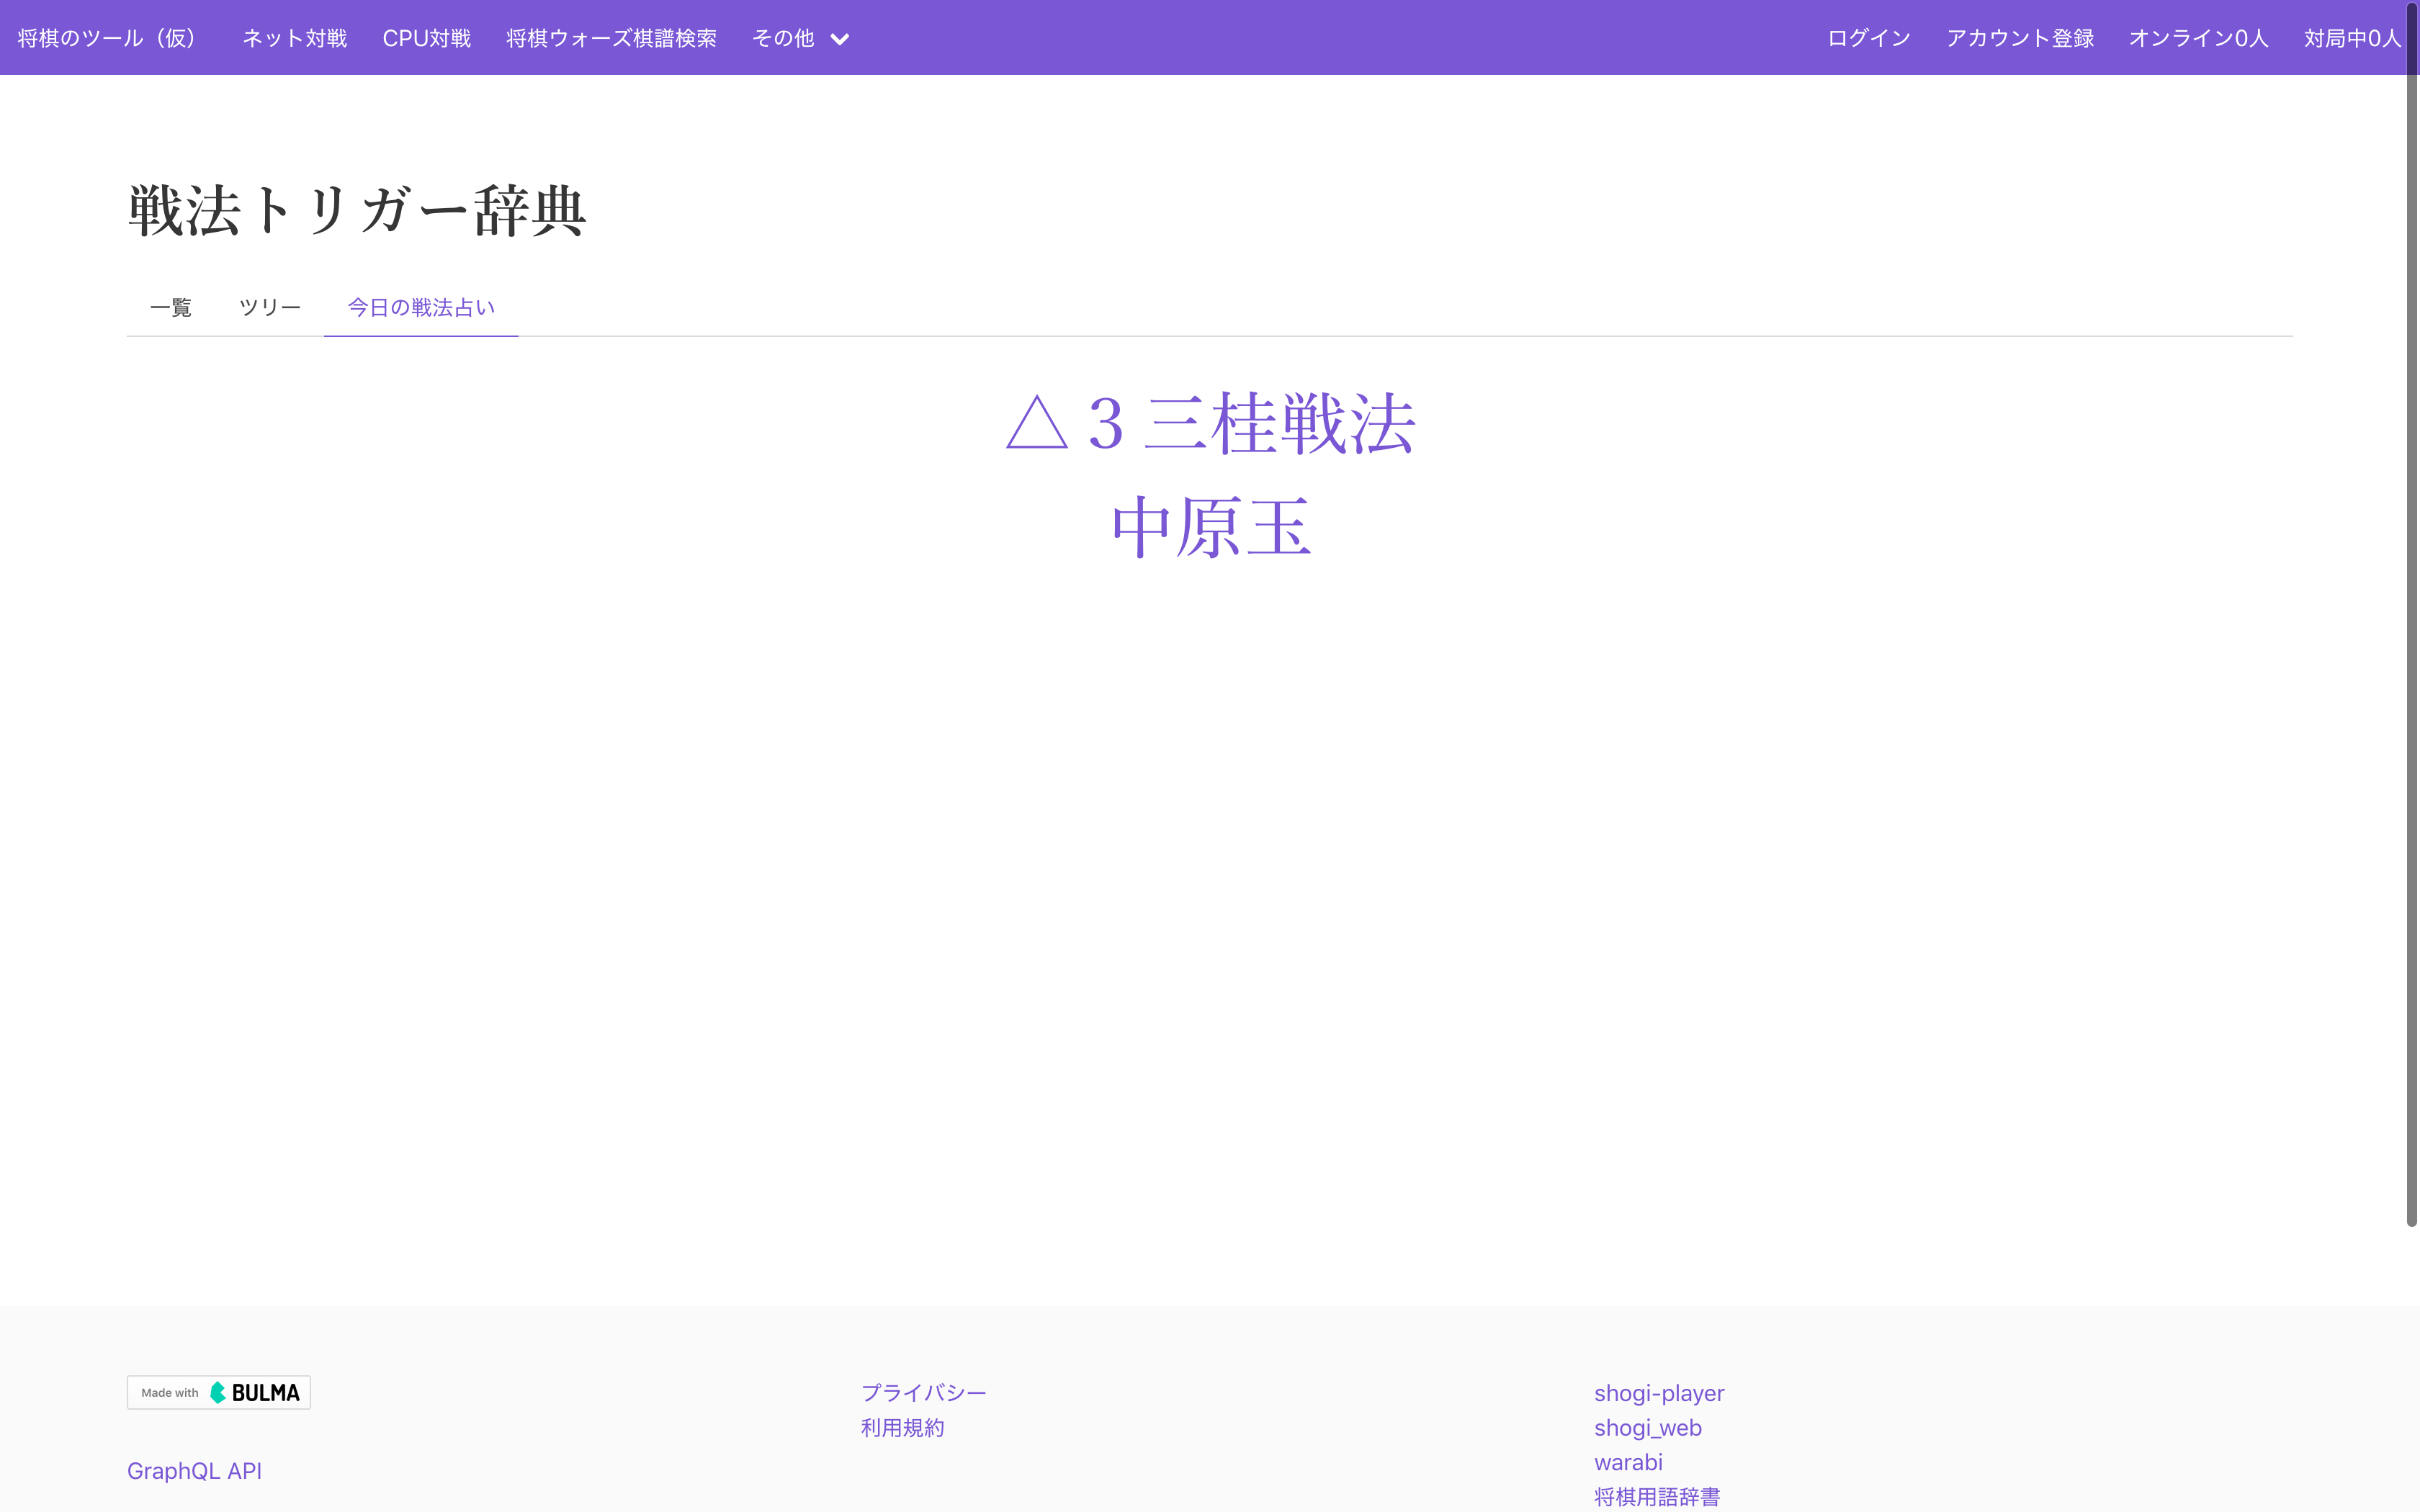 将棋のツール（仮） ネット対戦 CPU対戦 将棋ウォーズ棋譜検索 その他 ログイン アカウント登録 オンライン0人 対局中0人
戦法トリガー辞典
一覧 ツリー 今日の戦法占い
△３三桂戦法
中原玉
Made with BULMA
GraphQL API
プライバシー
利用規約
shogi-player
shogi_web
warabi
将棋用語辞書